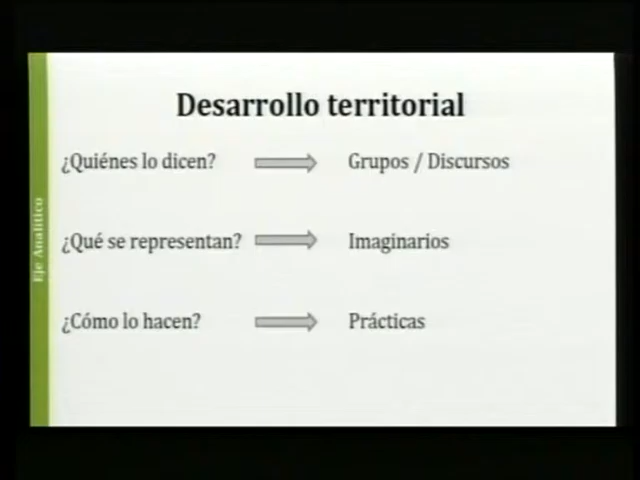 Desarrollo territorial
¿Quiénes lo dicen? Grupos / Discursos
¿Qué se representan? Imaginarios
¿Cómo lo hacen? Prácticas
Eje Analítico